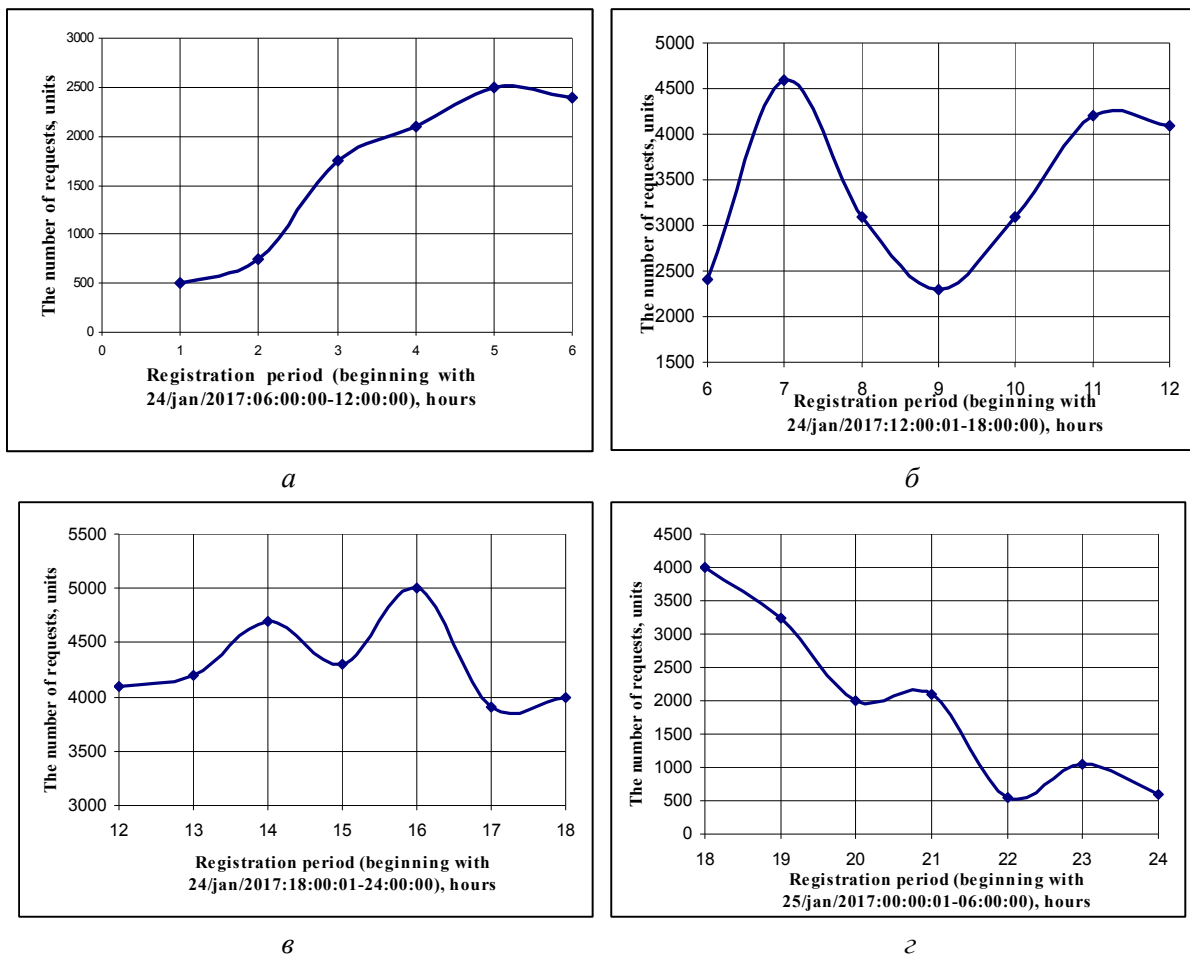 The number of requests, units
3000
2500
2000
1500
1000
500
0
0 1 2 3 4 5 6
Registration period (beginning with
24/jan/2017:06:00:00-12:00:00), hours
а
The number of requests, units
5000
4500
4000
3500
3000
2500
2000
1500
6 7 8 9 10 11 12
Registration period (beginning with
24/jan/2017:12:00:01-18:00:00), hours
б
The number of requests, units
5500
5000
4500
4000
3500
3000
12 13 14 15 16 17 18
Registration period (beginning with
24/jan/2017:18:00:01-24:00:00), hours
в
The number of requests, units
4500
4000
3500
3000
2500
2000
1500
1000
500
0
18 19 20 21 22 23 24
Registration period (beginning with
25/jan/2017:00:00:01-06:00:00), hours
г